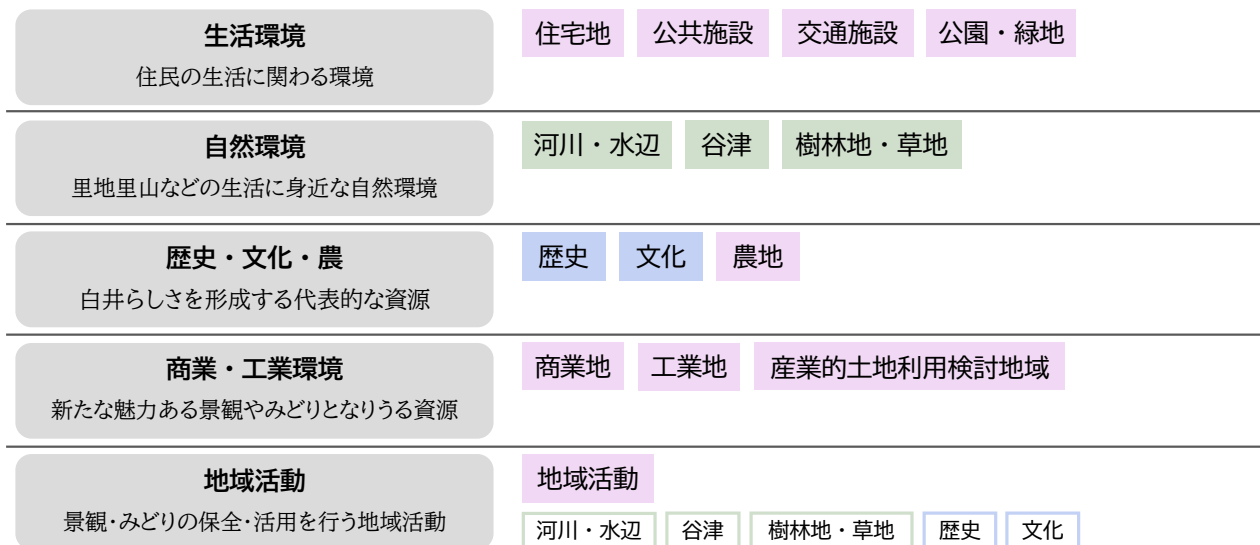 生活環境
住民の生活に関わる環境
住宅地 公共施設 交通施設 公園・緑地
自然環境
里地里山などの生活に身近な自然環境
河川・水辺 谷津 樹林地・草地
歴史・文化・農
白井らしさを形成する代表的な資源
歴史 文化 農地
商業・工業環境
新たな魅力ある景観やみどりとなりうる資源
商業地 工業地 産業的土地利用検討地域
地域活動
景観・みどりの保全・活用を行う地域活動
地域活動
河川・水辺 谷津 樹林地・草地 歴史 文化